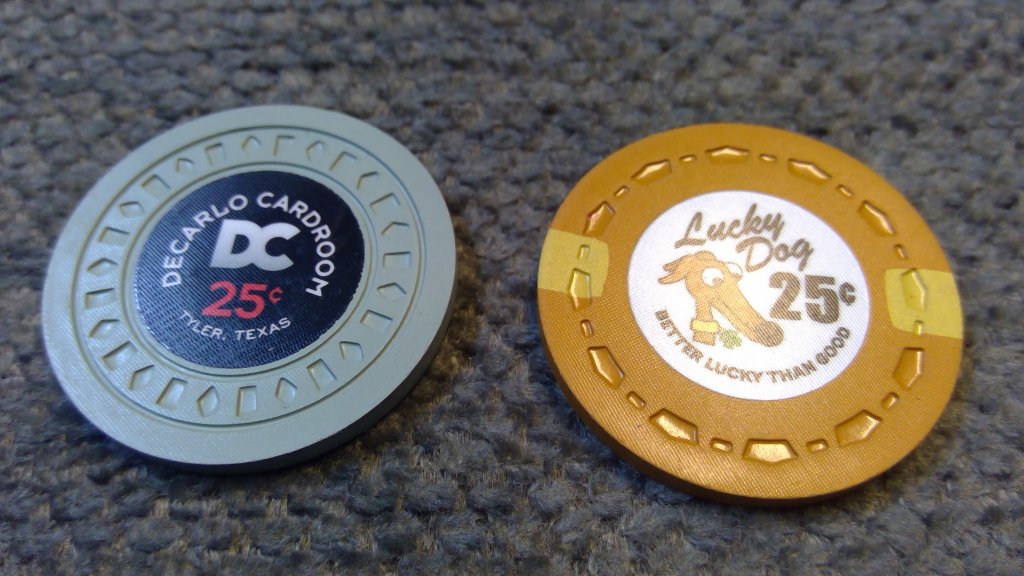 DECARLO CARDROOM
DC
25¢
TYLER, TEXAS
Lucky
Dog
25¢
BETTER LUCKY THAN GOOD